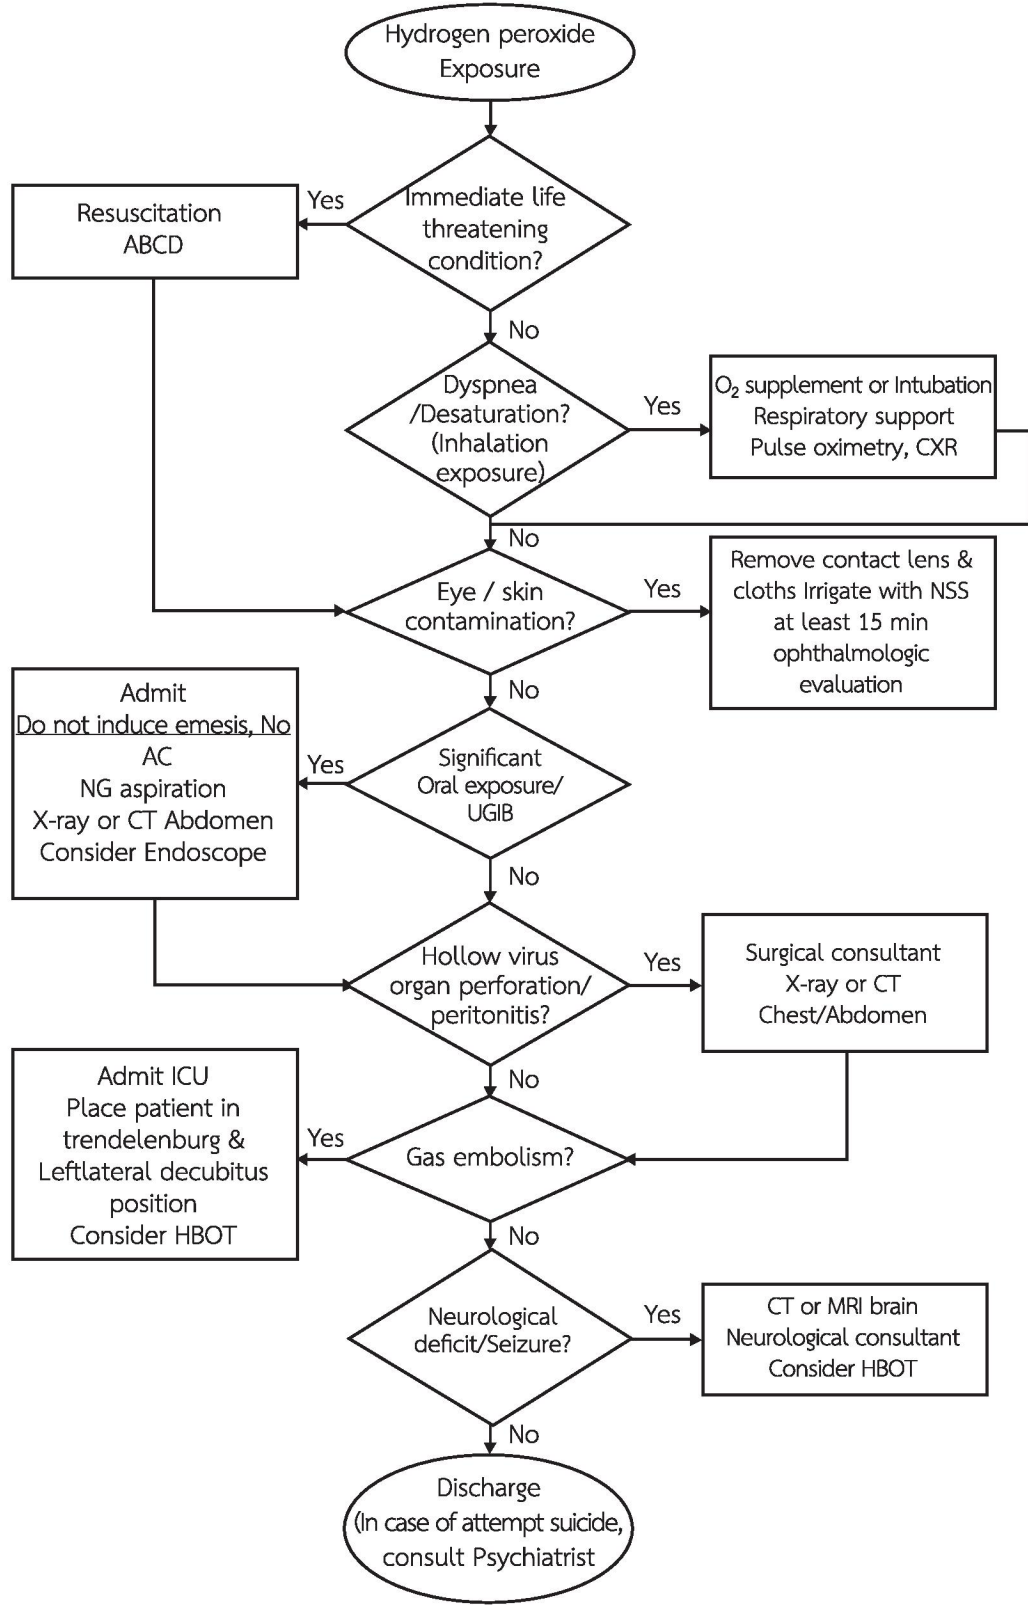 Hydrogen peroxide
Exposure
Immediate life
threatening
condition?
Yes
Resuscitation
ABCD
No
Dyspnea
/Desaturation?
(Inhalation
exposure)
Yes
O₂ supplement or Intubation
Respiratory support
Pulse oximetry, CXR
No
Eye / skin
contamination?
Yes
Remove contact lens &
cloths Irrigate with NSS
at least 15 min
ophthalmologic
evaluation
No
Significant
Oral exposure/
UGIB
Yes
Admit
Do not induce emesis, No
AC
NG aspiration
X-ray or CT Abdomen
Consider Endoscope
No
Hollow virus
organ perforation/
peritonitis?
Yes
Surgical consultant
X-ray or CT
Chest/Abdomen
No
Gas embolism?
Yes
Admit ICU
Place patient in
trendelenburg &
Leftlateral decubitus
position
Consider HBOT
No
Neurological
deficit/Seizure?
Yes
CT or MRI brain
Neurological consultant
Consider HBOT
No
Discharge
(In case of attempt suicide,
consult Psychiatrist